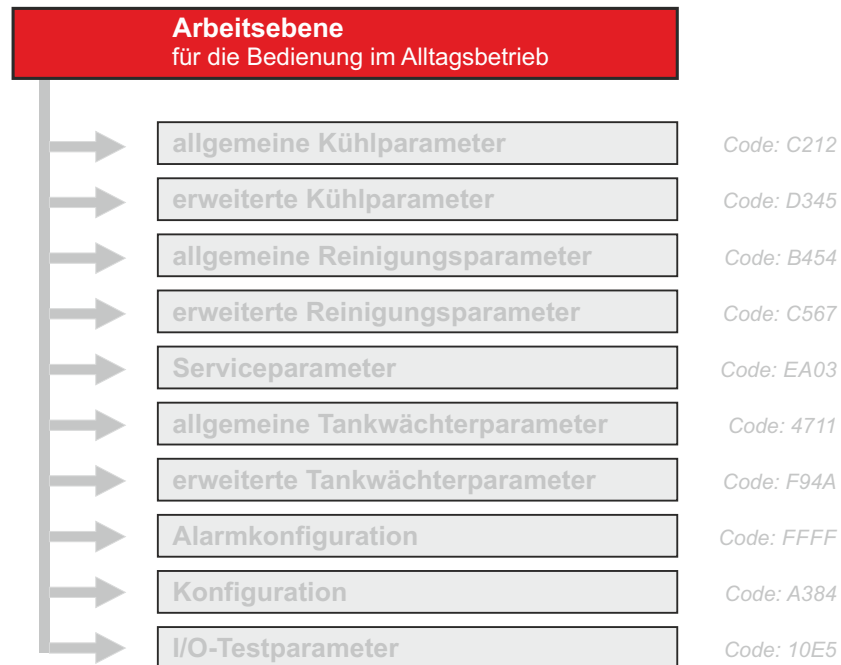 Arbeitsebene
für die Bedienung im Alltagsbetrieb
allgemeine Kühlparameter Code: C212
erweiterte Kühlparameter Code: D345
allgemeine Reinigungsparameter Code: B454
erweiterte Reinigungsparameter Code: C567
Serviceparameter Code: EA03
allgemeine Tankwächterparameter Code: 4711
erweiterte Tankwächterparameter Code: F94A
Alarmkonfiguration Code: FFFF
Konfiguration Code: A384
I/O-Testparameter Code: 10E5